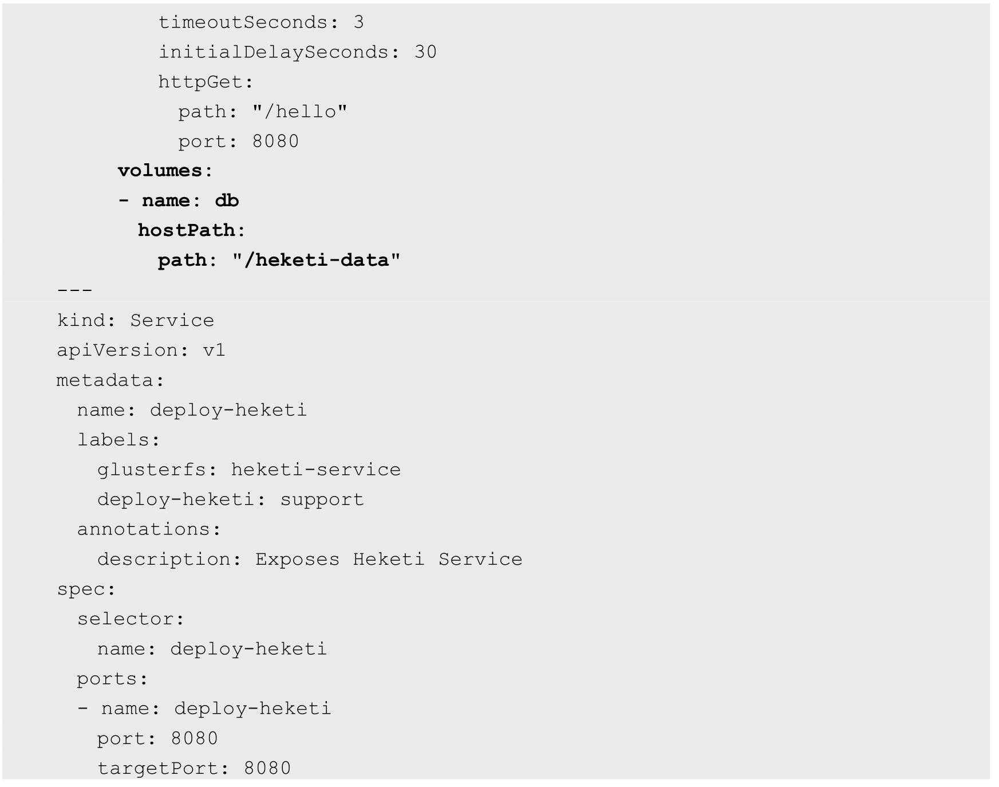 timeoutSeconds: 3
initialDelaySeconds: 30
httpGet:
path: "/hello"
port: 8080
volumes:
- name: db
hostPath:
path: "/heketi-data"
---
kind: Service
apiVersion: v1
metadata:
name: deploy-heketi
labels:
glusterfs: heketi-service
deploy-heketi: support
annotations:
description: Exposes Heketi Service
spec:
selector:
name: deploy-heketi
ports:
- name: deploy-heketi
port: 8080
targetPort: 8080